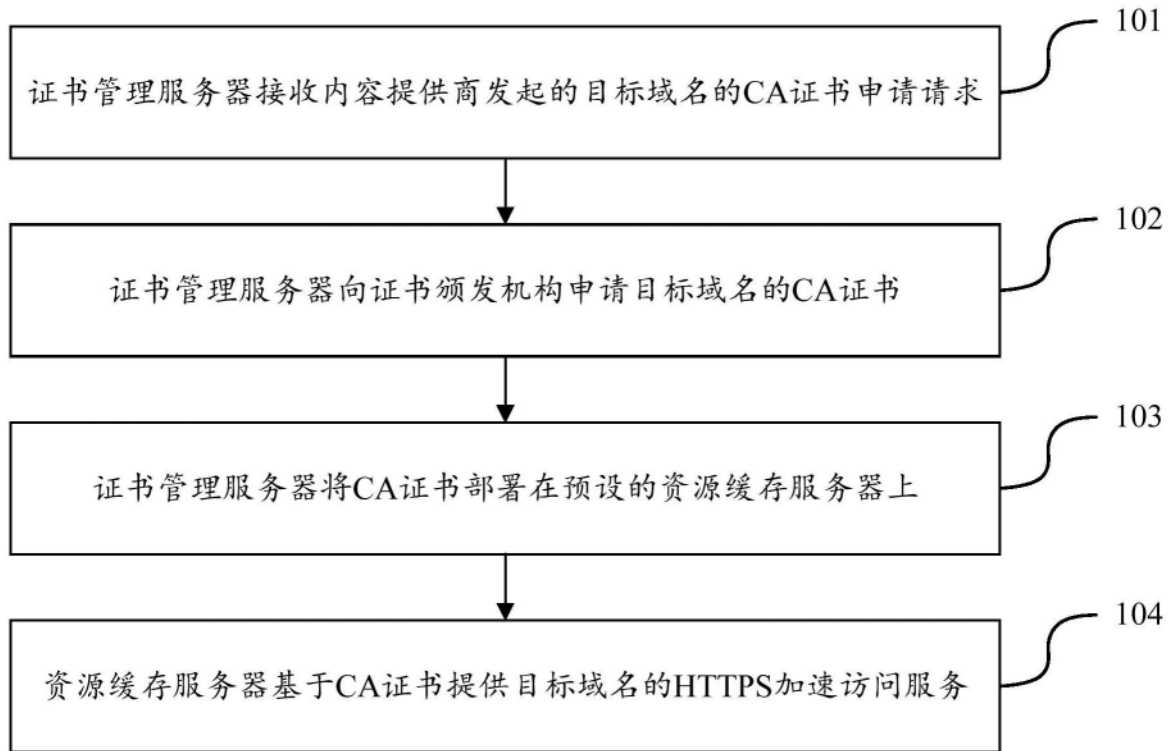 101
证书管理服务器接收内容提供商发起的目标域名的CA证书申请请求
102
证书管理服务器向证书颁发机构申请目标域名的CA证书
103
证书管理服务器将CA证书部署在预设的资源缓存服务器上
104
资源缓存服务器基于CA证书提供目标域名的HTTPS加速访问服务